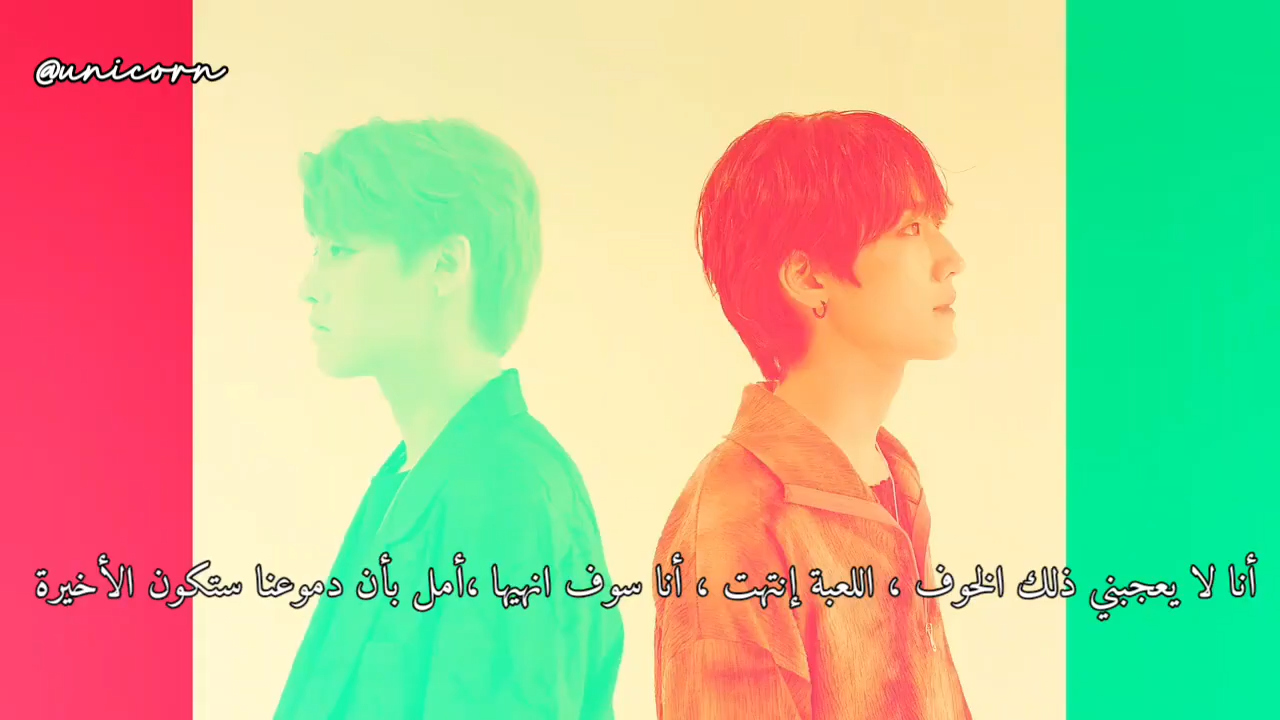 @unicorn
أنا لا يعجبني ذلك الخوف ، اللعبة إنتهت ، أنا سوف انهيها ،أمل بأن دموعنا ستكون الأخيرة